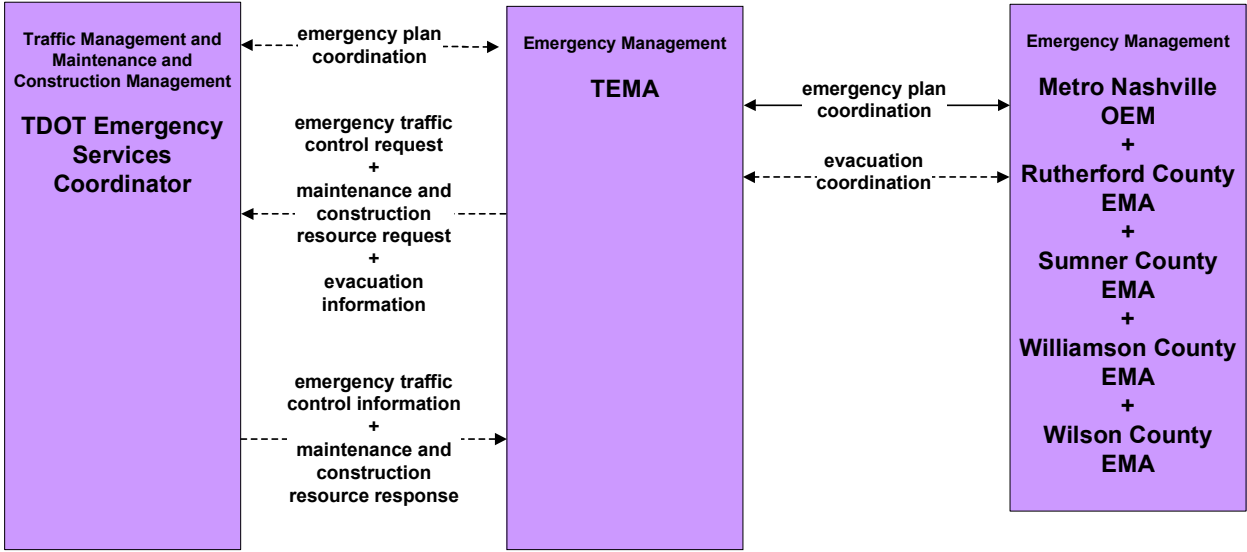 Traffic Management and
Maintenance and
Construction Management
TDOT Emergency
Services
Coordinator
emergency plan
coordination
emergency traffic
control request
+
maintenance and
construction
resource request
+
evacuation
information
emergency traffic
control information
+
maintenance and
construction
resource response
Emergency Management
TEMA
emergency plan
coordination
evacuation
coordination
Emergency Management
Metro Nashville
OEM
+
Rutherford County
EMA
+
Sumner County
EMA
+
Williamson County
EMA
+
Wilson County
EMA